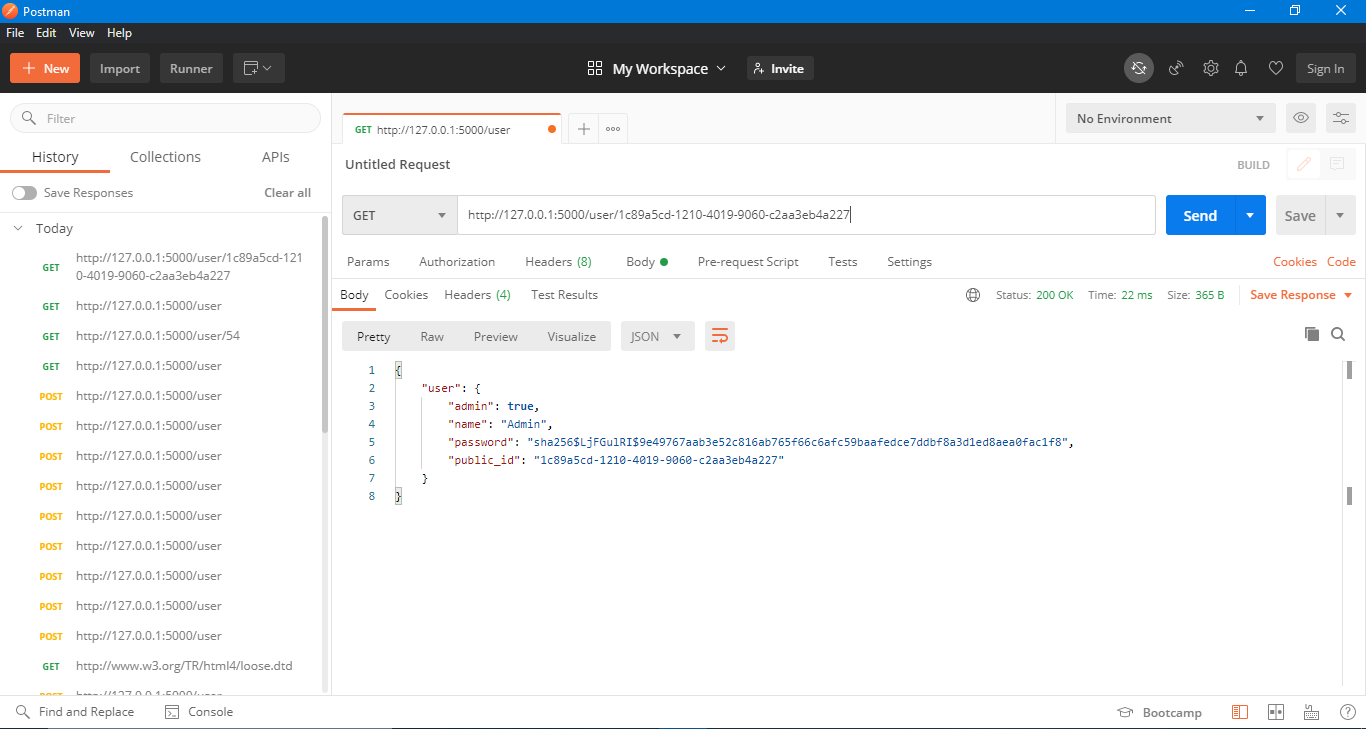 Postman
File Edit View Help
New Import Runner My Workspace Invite Sign In
Filter
History Collections APIs
Save Responses Clear all
Today
GET http://127.0.0.1:5000/user/1c89a5cd-121
0-4019-9060-c2aa3eb4a227
GET http://127.0.0.1:5000/user
GET http://127.0.0.1:5000/user/54
GET http://127.0.0.1:5000/user
POST http://127.0.0.1:5000/user
POST http://127.0.0.1:5000/user
POST http://127.0.0.1:5000/user
POST http://127.0.0.1:5000/user
POST http://127.0.0.1:5000/user
POST http://127.0.0.1:5000/user
POST http://127.0.0.1:5000/user
POST http://127.0.0.1:5000/user
POST http://127.0.0.1:5000/user
GET http://www.w3.org/TR/html4/loose.dtd
POST http://127.0.0.1:5000/user
GET http://127.0.0.1:5000/user
No Environment
Untitled Request BUILD
GET http://127.0.0.1:5000/user/1c89a5cd-1210-4019-9060-c2aa3eb4a227 Send Save
Params Authorization Headers (8) Body Pre-request Script Tests Settings Cookies Code
Body Cookies Headers (4) Test Results Status: 200 OK Time: 22 ms Size: 365 B Save Response
Pretty Raw Preview Visualize JSON
1 {
2 "user": {
3 "admin": true,
4 "name": "Admin",
5 "password": "sha256$LjFGulRI$9e49767aab3e52c816ab765f66c6afc59baafedce7ddbf8a3d1ed8aea0fac1f8",
6 "public_id": "1c89a5cd-1210-4019-9060-c2aa3eb4a227"
7 }
8 }
Find and Replace Console Bootcamp